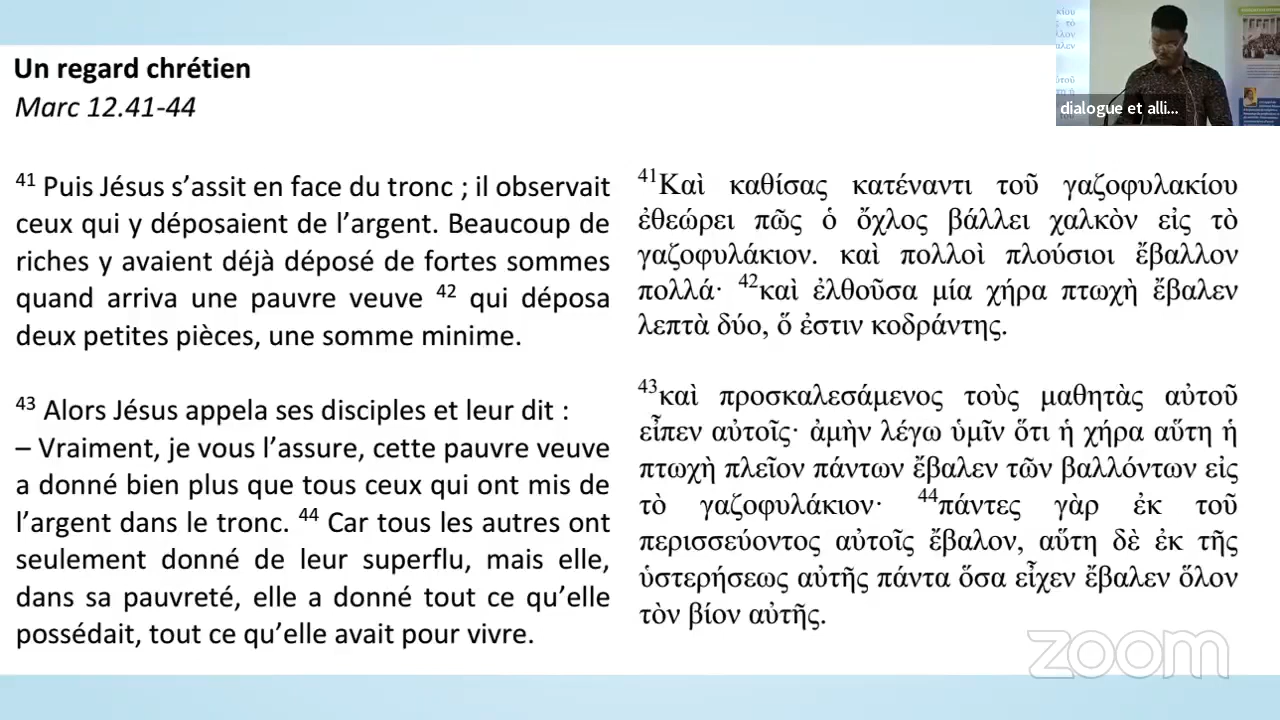 Un regard chrétien
Marc 12.41-44
41 Puis Jésus s’assit en face du tronc ; il observait
ceux qui y déposaient de l’argent. Beaucoup de
riches y avaient déjà déposé de fortes sommes
quand arriva une pauvre veuve 42 qui déposa
deux petites pièces, une somme minime.
43 Alors Jésus appela ses disciples et leur dit :
– Vraiment, je vous l’assure, cette pauvre veuve
a donné bien plus que tous ceux qui ont mis de
l’argent dans le tronc. 44 Car tous les autres ont
seulement donné de leur superflu, mais elle,
dans sa pauvreté, elle a donné tout ce qu’elle
possédait, tout ce qu’elle avait pour vivre.
41Καὶ καθίσας κατέναντι τοῦ γαζοφυλακίου
ἐθεώρει πῶς ὁ ὄχλος βάλλει χαλκὸν εἰς τὸ
γαζοφυλάκιον. καὶ πολλοὶ πλούσιοι ἔβαλλον
πολλά· 42καὶ ἐλθοῦσα μία χήρα πτωχὴ ἔβαλεν
λεπτὰ δύο, ὅ ἐστιν κοδράντης.
43καὶ προσκαλεσάμενος τοὺς μαθητὰς αὐτοῦ
εἶπεν αὐτοῖς· ἀμὴν λέγω ὑμῖν ὅτι ἡ χήρα αὕτη ἡ
πτωχὴ πλεῖον πάντων ἔβαλεν τῶν βαλλόντων εἰς
τὸ γαζοφυλάκιον· 44πάντες γὰρ ἐκ τοῦ
περισσεύοντος αὐτοῖς ἔβαλον, αὕτη δὲ ἐκ τῆς
ὑστερήσεως αὐτῆς πάντα ὅσα εἶχεν ἔβαλεν ὅλον
τὸν βίον αὐτῆς.
dialogue et alli...
zoom